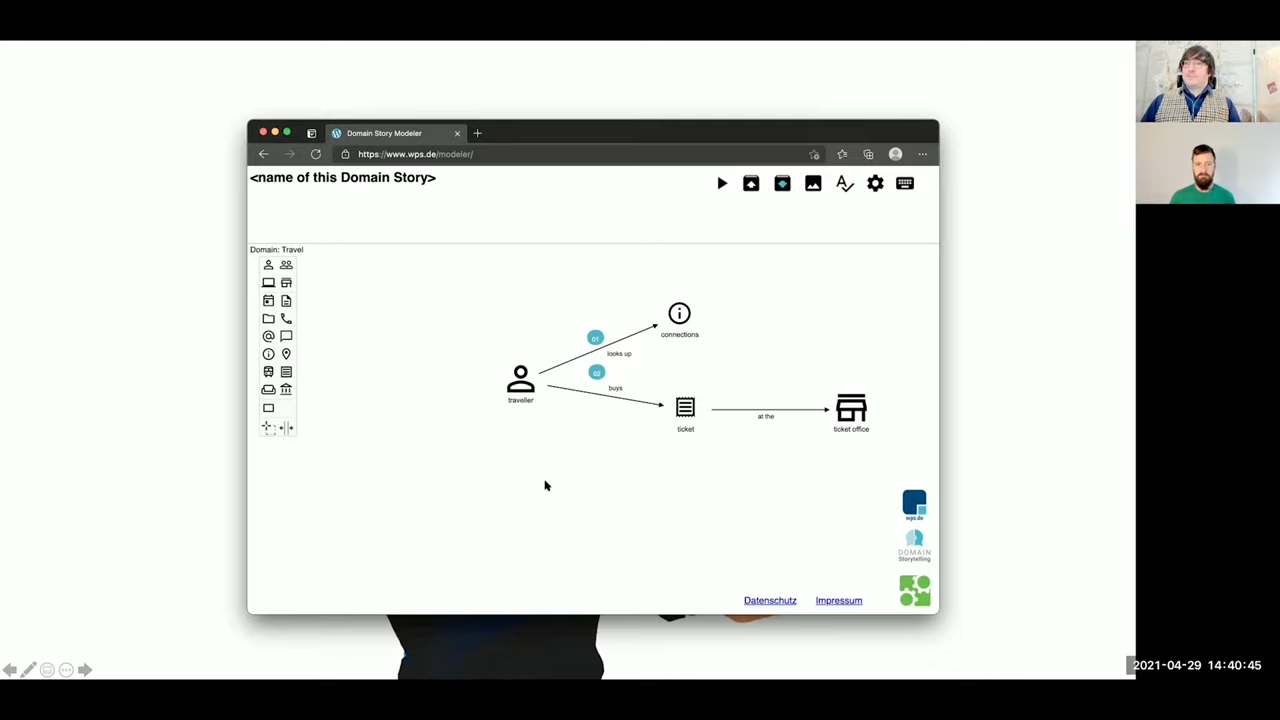 Domain Story Modeler
https://www.wps.de/modeler/
<name of this Domain Story>
Domain: Travel
connections
01
looks up
02
buys
traveller
ticket
at the
ticket office
wps.de
DOMAIN
Storytelling
Datenschutz
Impressum
2021-04-29 14:40:45